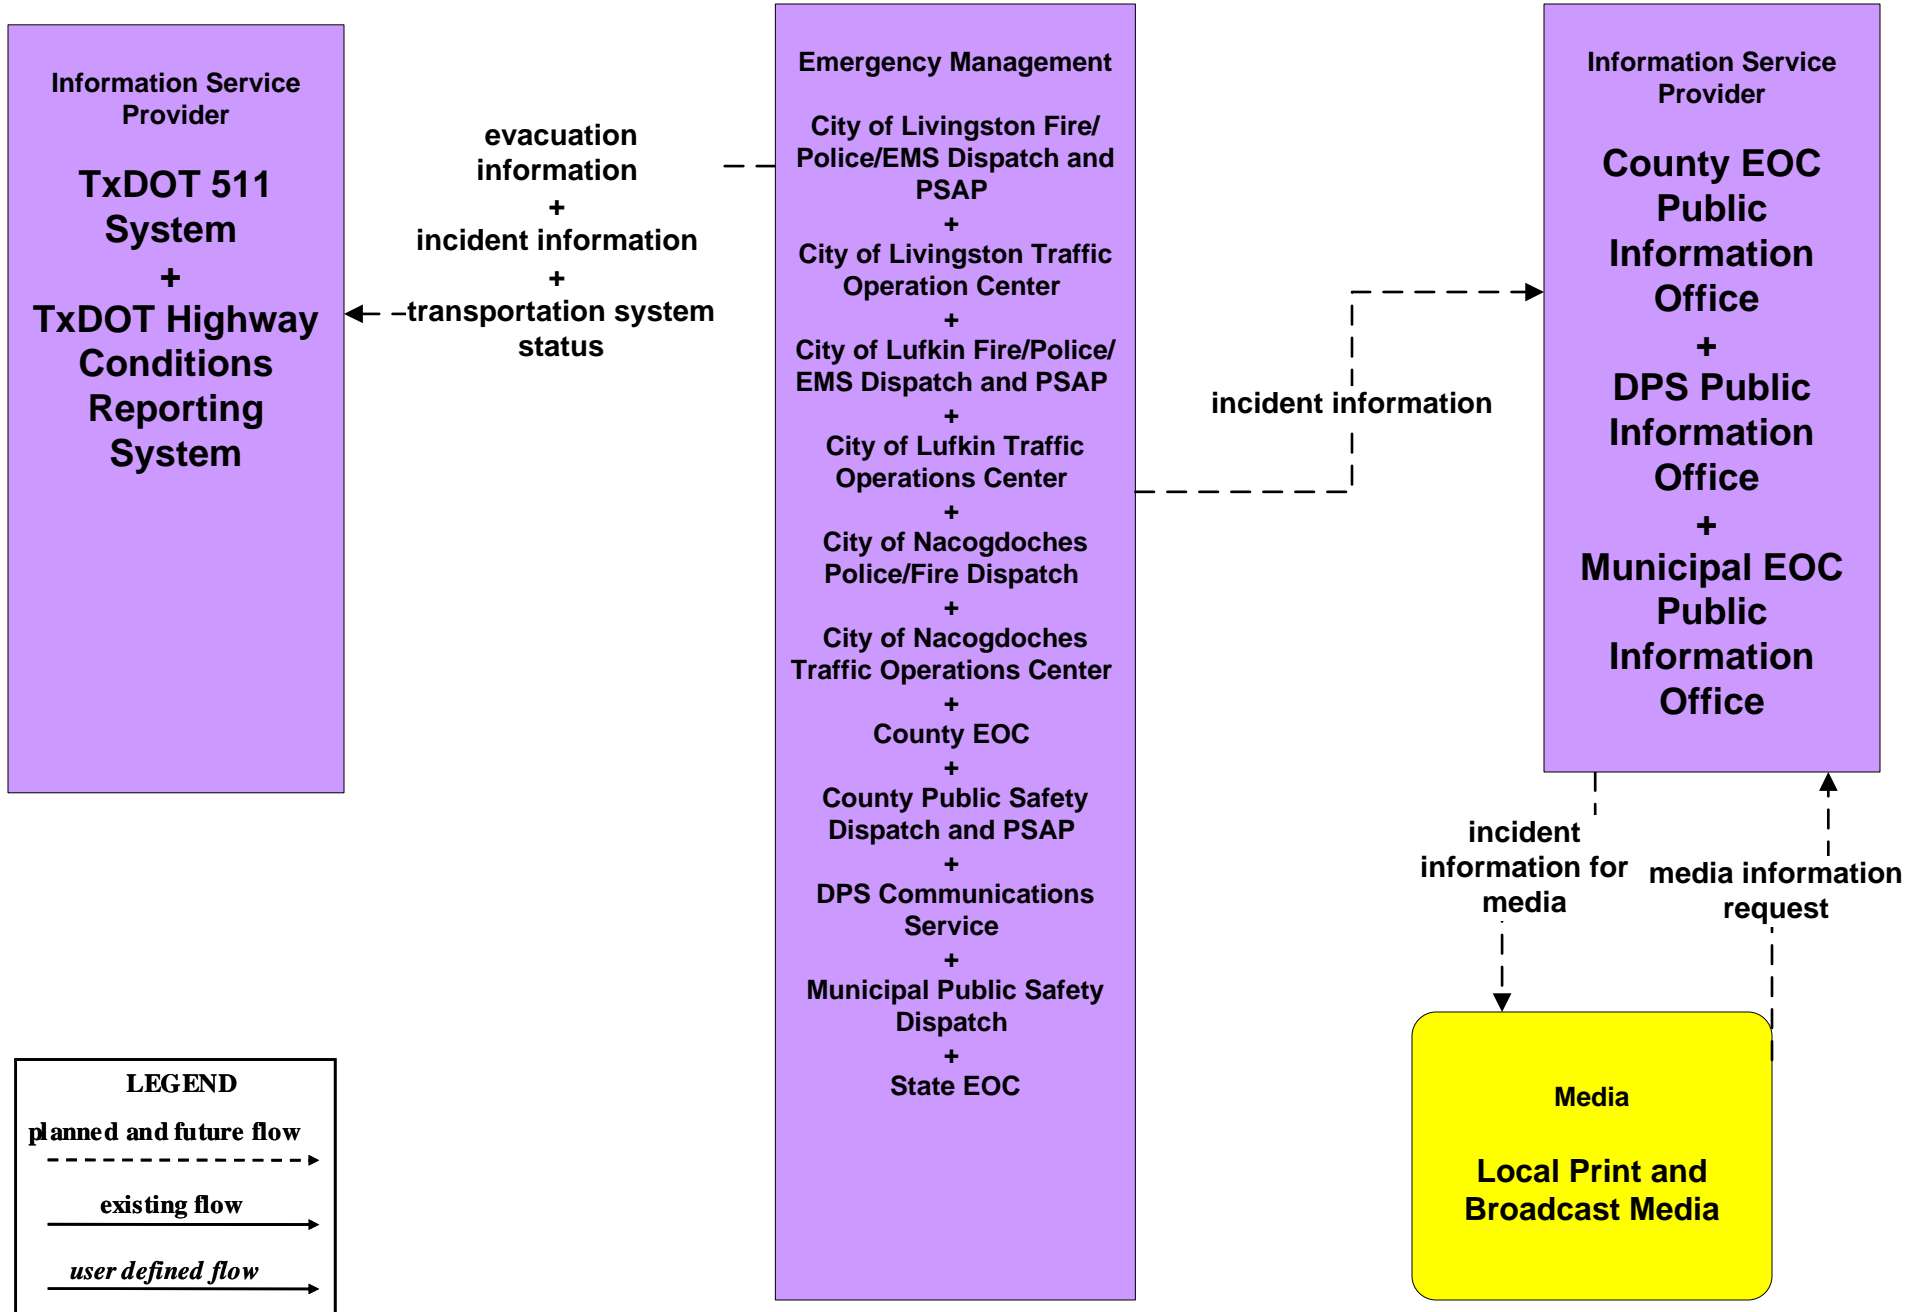 Information Service
Provider
TxDOT 511
System
+
TxDOT Highway
Conditions
Reporting
System
evacuation
information
+
incident information
+
transportation system
status
Emergency Management
City of Livingston Fire/
Police/EMS Dispatch and
PSAP
+
City of Livingston Traffic
Operation Center
+
City of Lufkin Fire/Police/
EMS Dispatch and PSAP
+
City of Lufkin Traffic
Operations Center
+
City of Nacogdoches
Police/Fire Dispatch
+
City of Nacogdoches
Traffic Operations Center
+
County EOC
+
County Public Safety
Dispatch and PSAP
+
DPS Communications
Service
+
Municipal Public Safety
Dispatch
+
State EOC
incident information
Information Service
Provider
County EOC
Public
Information
Office
+
DPS Public
Information
Office
+
Municipal EOC
Public
Information
Office
incident
information for
media
media information
request
Media
Local Print and
Broadcast Media
LEGEND
planned and future flow
existing flow
user defined flow